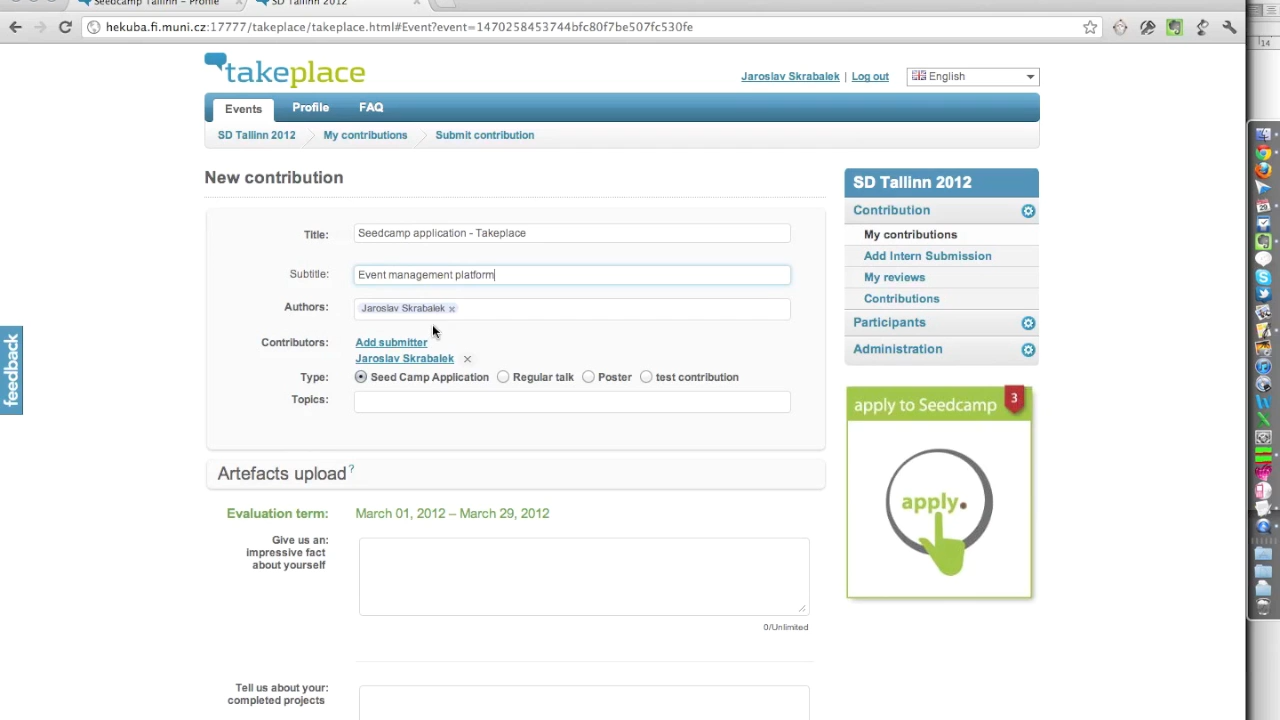 Seedcamp Tallinn - Profile
SD Tallinn 2012
hekuba.fi.muni.cz:17777/takeplace/takeplace.html#Event?event=1470258453744bfc80f7be507fc530fe
takeplace
Jaroslav Skrabalek | Log out
English
Events
Profile
FAQ
SD Tallinn 2012
My contributions
Submit contribution
New contribution
Title:
Seedcamp application - Takeplace
Subtitle:
Event management platform
Authors:
Jaroslav Skrabalek x
Contributors:
Add submitter
Jaroslav Skrabalek
Type:
Seed Camp Application
Regular talk
Poster
test contribution
Topics:
Artefacts upload ?
Evaluation term:
March 01, 2012 – March 29, 2012
Give us an:
impressive fact
about yourself
0/Unlimited
Tell us about your:
completed projects
SD Tallinn 2012
Contribution
My contributions
Add Intern Submission
My reviews
Contributions
Participants
Administration
apply to Seedcamp
3
apply.
feedback
14